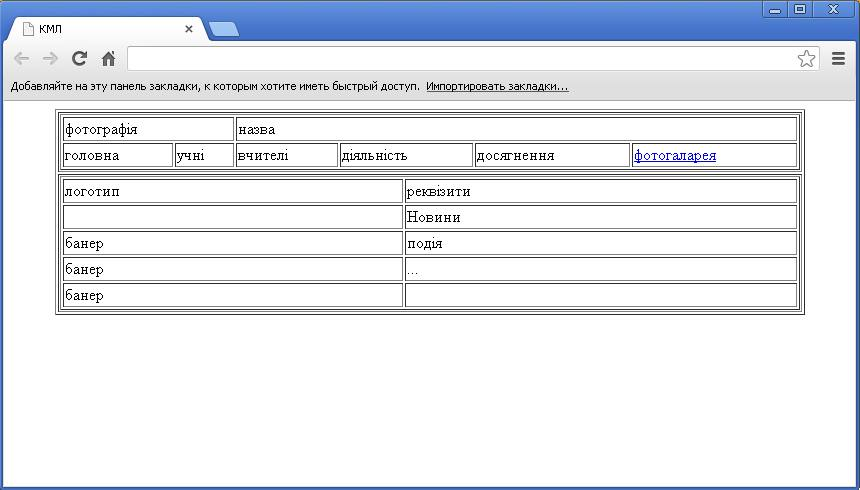 КМЛ
Добавляйте на эту панель закладки, к которым хотите иметь быстрый доступ. Импортировать закладки...
фотографія назва
головна учні вчителі діяльність досягнення фотогаларея
логотип реквізити
Новини
банер подія
банер ...
банер